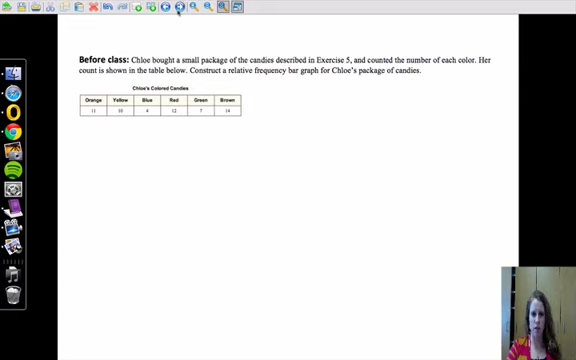 Before class: Chloe bought a small package of the candies described in Exercise 5, and counted the number of each color. Her
count is shown in the table below. Construct a relative frequency bar graph for Chloe's package of candies.
Chloe's Colored Candies
Orange Yellow Blue Red Green Brown
11 10 4 12 7 14